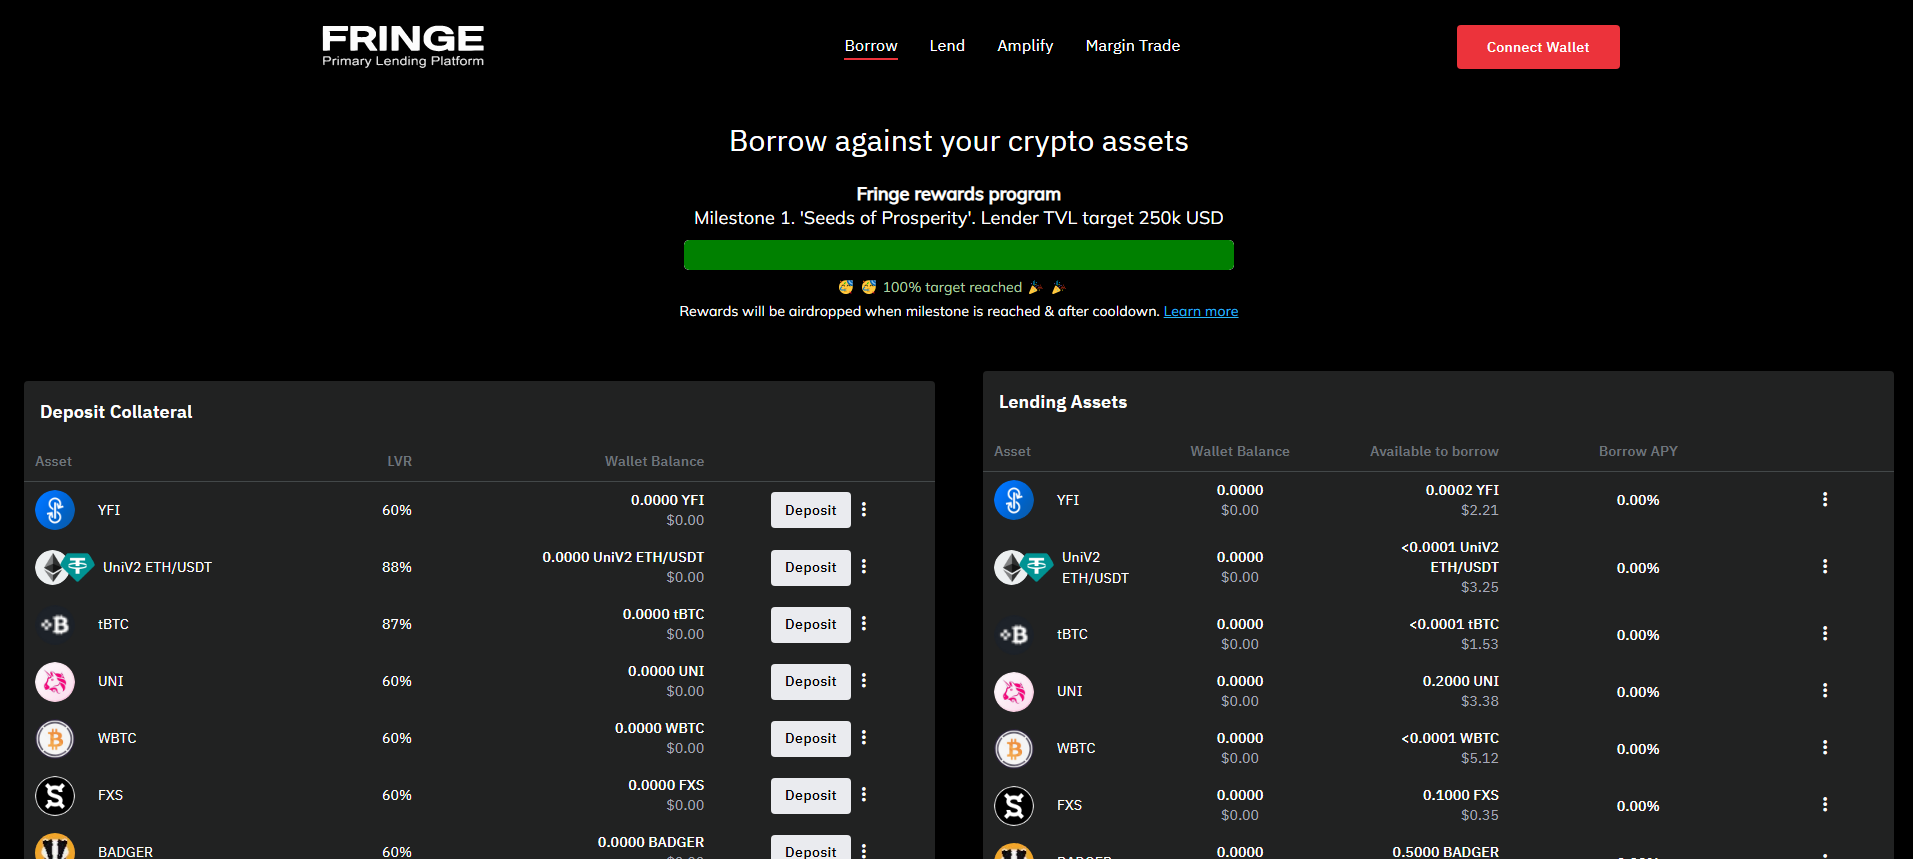 FRINGE
Primary Lending Platform
Borrow Lend Amplify Margin Trade
Connect Wallet
Borrow against your crypto assets
Fringe rewards program
Milestone 1. 'Seeds of Prosperity'. Lender TVL target 250k USD
100% target reached
Rewards will be airdropped when milestone is reached & after cooldown. Learn more
Deposit Collateral
Asset LVR Wallet Balance
YFI 60% 0.0000 YFI Deposit
$0.00
UniV2 ETH/USDT 88% 0.0000 UniV2 ETH/USDT Deposit
$0.00
tBTC 87% 0.0000 tBTC Deposit
$0.00
UNI 60% 0.0000 UNI Deposit
$0.00
WBTC 60% 0.0000 WBTC Deposit
$0.00
FXS 60% 0.0000 FXS Deposit
$0.00
BADGER 60% 0.0000 BADGER Deposit
Lending Assets
Asset Wallet Balance Available to borrow Borrow APY
YFI 0.0000 0.0002 YFI 0.00%
$0.00 $2.21
UniV2 ETH/USDT 0.0000 <0.0001 UniV2 ETH/USDT 0.00%
$0.00 $3.25
tBTC 0.0000 <0.0001 tBTC 0.00%
$0.00 $1.53
UNI 0.0000 0.2000 UNI 0.00%
$0.00 $3.38
WBTC 0.0000 <0.0001 WBTC 0.00%
$0.00 $5.12
FXS 0.0000 0.1000 FXS 0.00%
$0.00 $0.35
0.0000 0.5000 BADGER